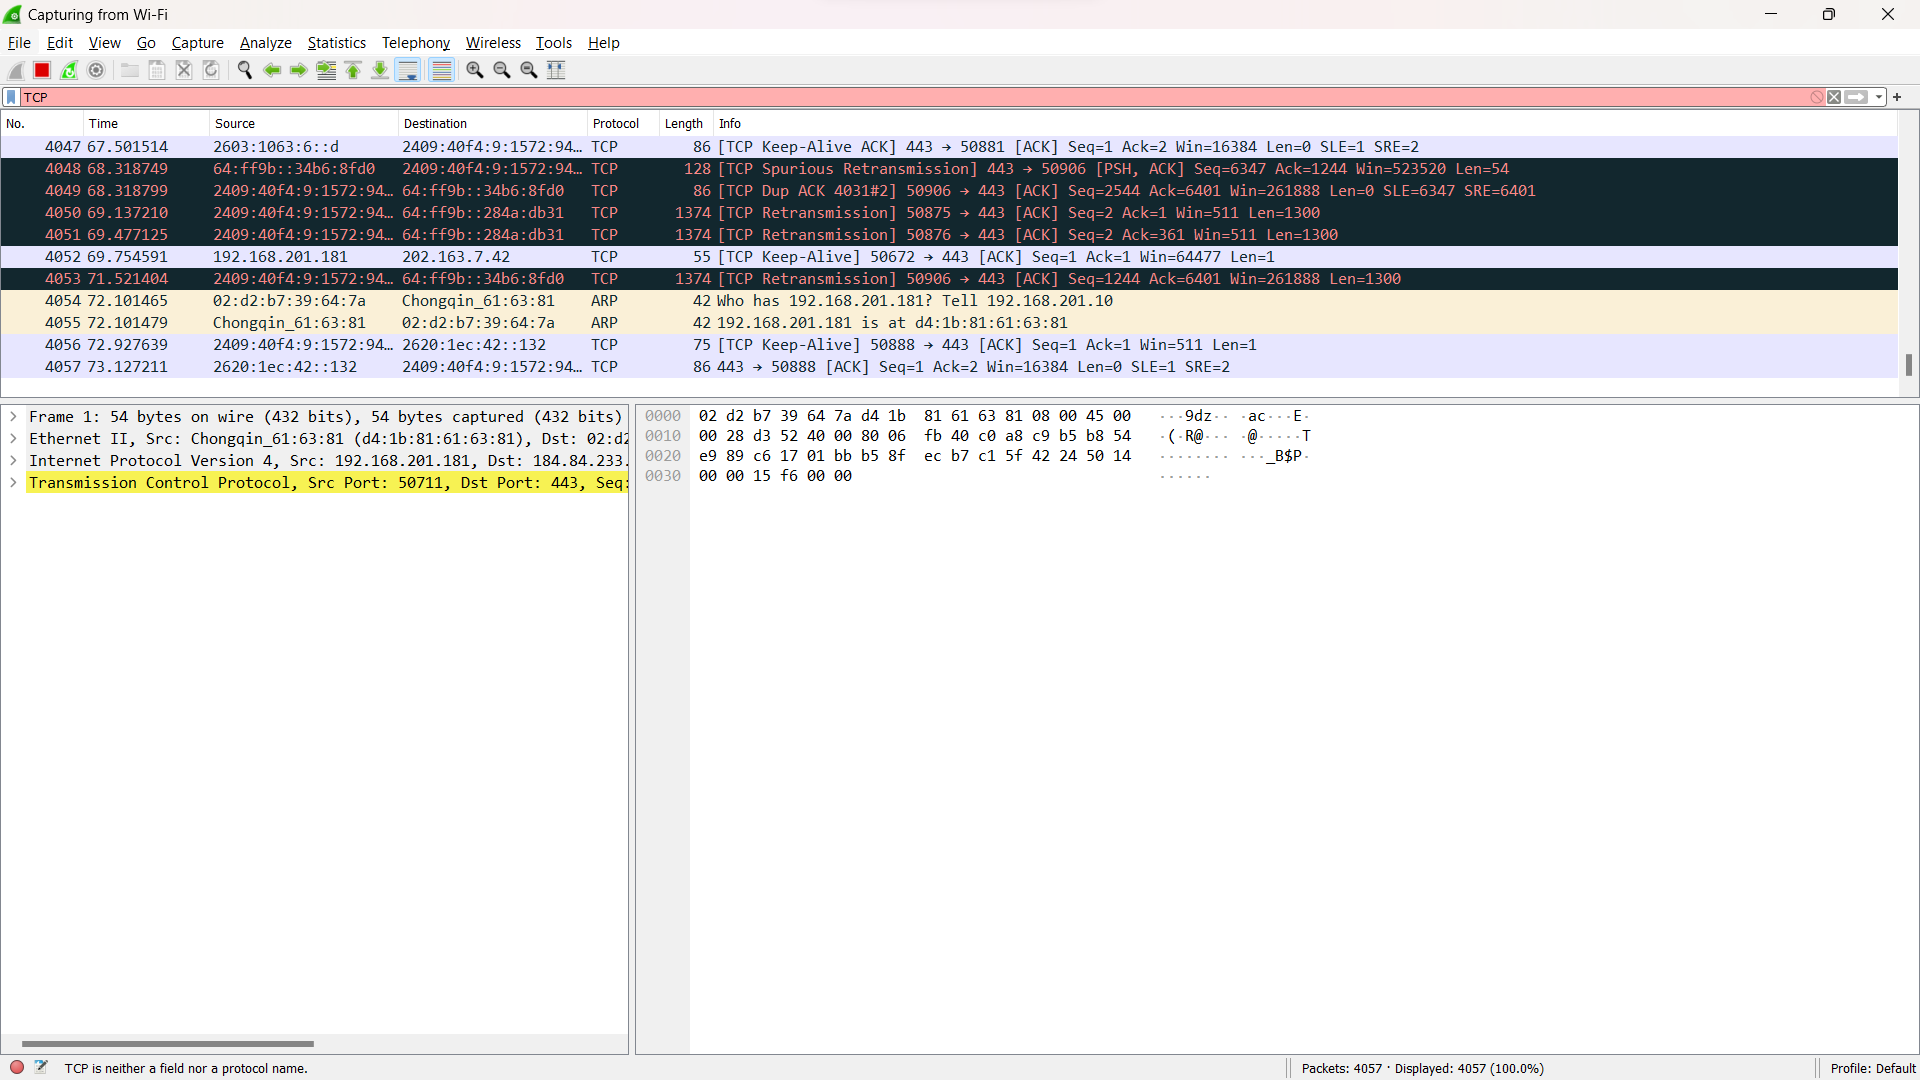 Capturing from Wi-Fi
File Edit View Go Capture Analyze Statistics Telephony Wireless Tools Help
TCP
No. Time Source Destination Protocol Length Info
4047 67.501514 2603:1063:6::d 2409:40f4:9:1572:94… TCP 86 [TCP Keep-Alive ACK] 443 → 50881 [ACK] Seq=1 Ack=2 Win=16384 Len=0 SLE=1 SRE=2
4048 68.318749 64:ff9b::34b6:8fd0 2409:40f4:9:1572:94… TCP 128 [TCP Spurious Retransmission] 443 → 50906 [PSH, ACK] Seq=6347 Ack=1244 Win=523520 Len=54
4049 68.318799 2409:40f4:9:1572:94… 64:ff9b::34b6:8fd0 TCP 86 [TCP Dup ACK 4031#2] 50906 → 443 [ACK] Seq=2544 Ack=6401 Win=261888 Len=0 SLE=6347 SRE=6401
4050 69.137210 2409:40f4:9:1572:94… 64:ff9b::284a:db31 TCP 1374 [TCP Retransmission] 50875 → 443 [ACK] Seq=2 Ack=1 Win=511 Len=1300
4051 69.477125 2409:40f4:9:1572:94… 64:ff9b::284a:db31 TCP 1374 [TCP Retransmission] 50876 → 443 [ACK] Seq=2 Ack=361 Win=511 Len=1300
4052 69.754591 192.168.201.181 202.163.7.42 TCP 55 [TCP Keep-Alive] 50672 → 443 [ACK] Seq=1 Ack=1 Win=64477 Len=1
4053 71.521404 2409:40f4:9:1572:94… 64:ff9b::34b6:8fd0 TCP 1374 [TCP Retransmission] 50906 → 443 [ACK] Seq=1244 Ack=6401 Win=261888 Len=1300
4054 72.101465 02:d2:b7:39:64:7a Chongqin_61:63:81 ARP 42 Who has 192.168.201.181? Tell 192.168.201.10
4055 72.101479 Chongqin_61:63:81 02:d2:b7:39:64:7a ARP 42 192.168.201.181 is at d4:1b:81:61:63:81
4056 72.927639 2409:40f4:9:1572:94… 2620:1ec:42::132 TCP 75 [TCP Keep-Alive] 50888 → 443 [ACK] Seq=1 Ack=1 Win=511 Len=1
4057 73.127211 2620:1ec:42::132 2409:40f4:9:1572:94… TCP 86 443 → 50888 [ACK] Seq=1 Ack=2 Win=16384 Len=0 SLE=1 SRE=2
Frame 1: 54 bytes on wire (432 bits), 54 bytes captured (432 bits)
Ethernet II, Src: Chongqin_61:63:81 (d4:1b:81:61:63:81), Dst: 02:d2
Internet Protocol Version 4, Src: 192.168.201.181, Dst: 184.84.233.
Transmission Control Protocol, Src Port: 50711, Dst Port: 443, Seq:
0000 02 d2 b7 39 64 7a d4 1b 81 61 63 81 08 00 45 00 ···9dz·· ·ac···E·
0010 00 28 d3 52 40 00 80 06 fb 40 c0 a8 c9 b5 b8 54 ·(·R@··· ·@·····T
0020 e9 89 c6 17 01 bb b5 8f ec b7 c1 5f 42 24 50 14 ········ ···_B$P·
0030 00 00 15 f6 00 00 ······
TCP is neither a field nor a protocol name.
Packets: 4057 · Displayed: 4057 (100.0%)
Profile: Default